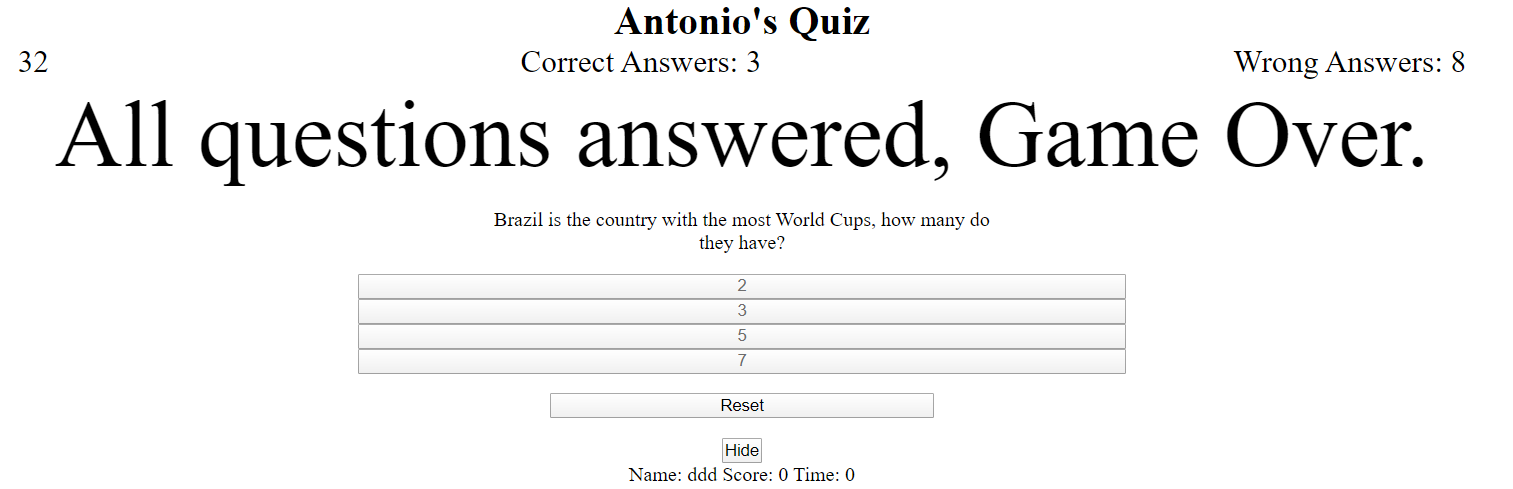 Antonio's Quiz
32 Correct Answers: 3 Wrong Answers: 8
All questions answered, Game Over.
Brazil is the country with the most World Cups, how many do
they have?
2
3
5
7
Reset
Hide
Name: ddd Score: 0 Time: 0